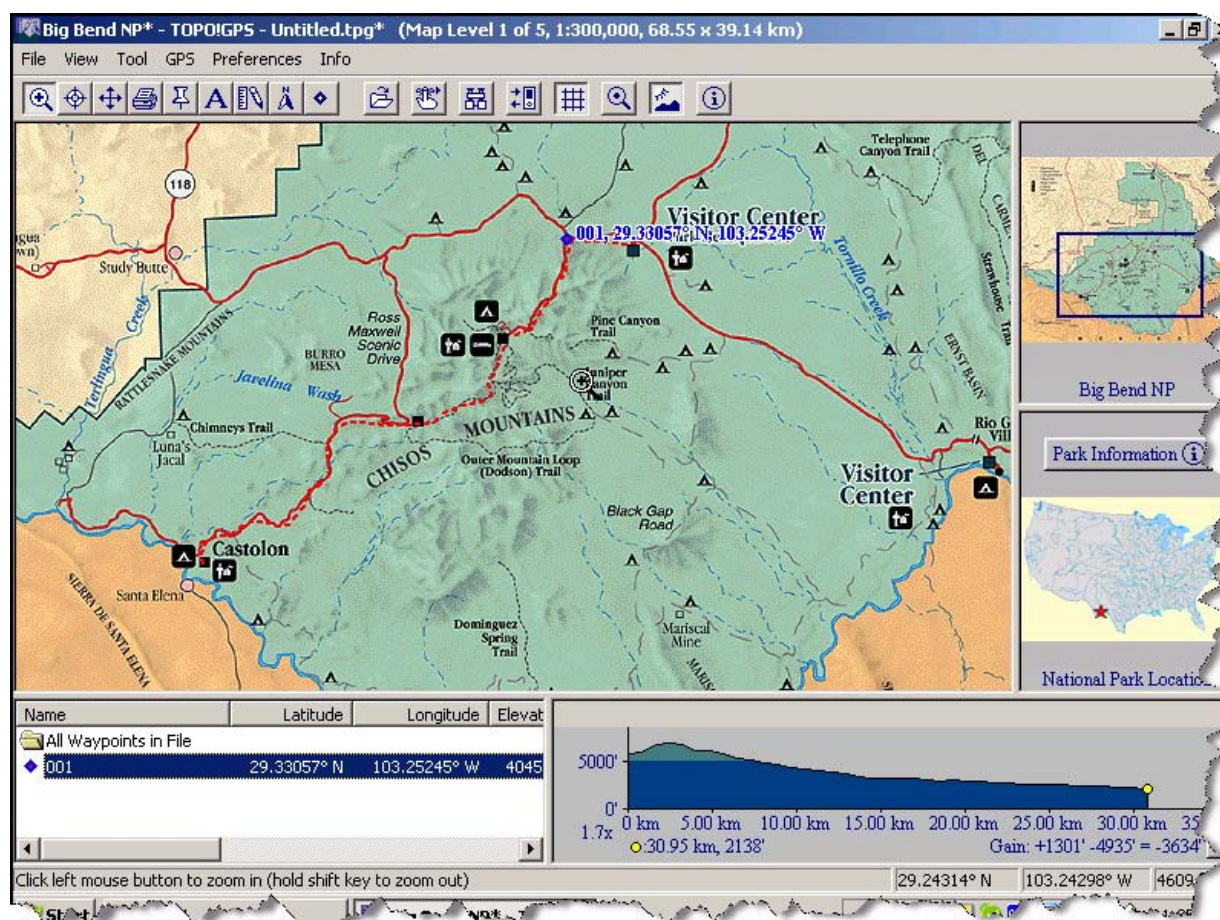 Big Bend NP* - TOPO!GPS - Untitled.tpg* (Map Level 1 of 5, 1:300,000, 68.55 x 39.14 km)
File View Tool GPS Preferences Info
Telephone
Canyon Trail
DEL
118
Visitor Center
001, 29.33057° N, 103.25245° W
Study Butte
Terlingua
Creeks
RATTLESNAKE MOUNTAINS
Ross
Maxwell
Scenic
Drive
BURRO
MESA
Javelina Wash
Pine Canyon
Trail
Juniper
Canyon
Trail
Tornillo Creek
Strawhouse
ERNST BASIN
Chimneys Trail
Luna's
Jacal
CHISOS
MOUNTAINS
Outer Mountain Loop
(Dodson) Trail
Black Gap
Road
Visitor
Center
Castolon
Santa Elena
SIERRA DE SANTA ELENA
Dominguez
Spring
Trail
Mariscal
Mine
Big Bend NP
Park Information
National Park
Name Latitude Longitude Elevat
All Waypoints in File
001 29.33057° N 103.25245° W 4045
5000'
0'
1.7x
0 km 5.00 km 10.00 km 15.00 km 20.00 km 25.00 km 30.00 km 35
30.95 km, 2138'
Gain: +1301' -4935' = -3634'
Click left mouse button to zoom in (hold shift key to zoom out)
29.24314° N 103.24298° W 4609